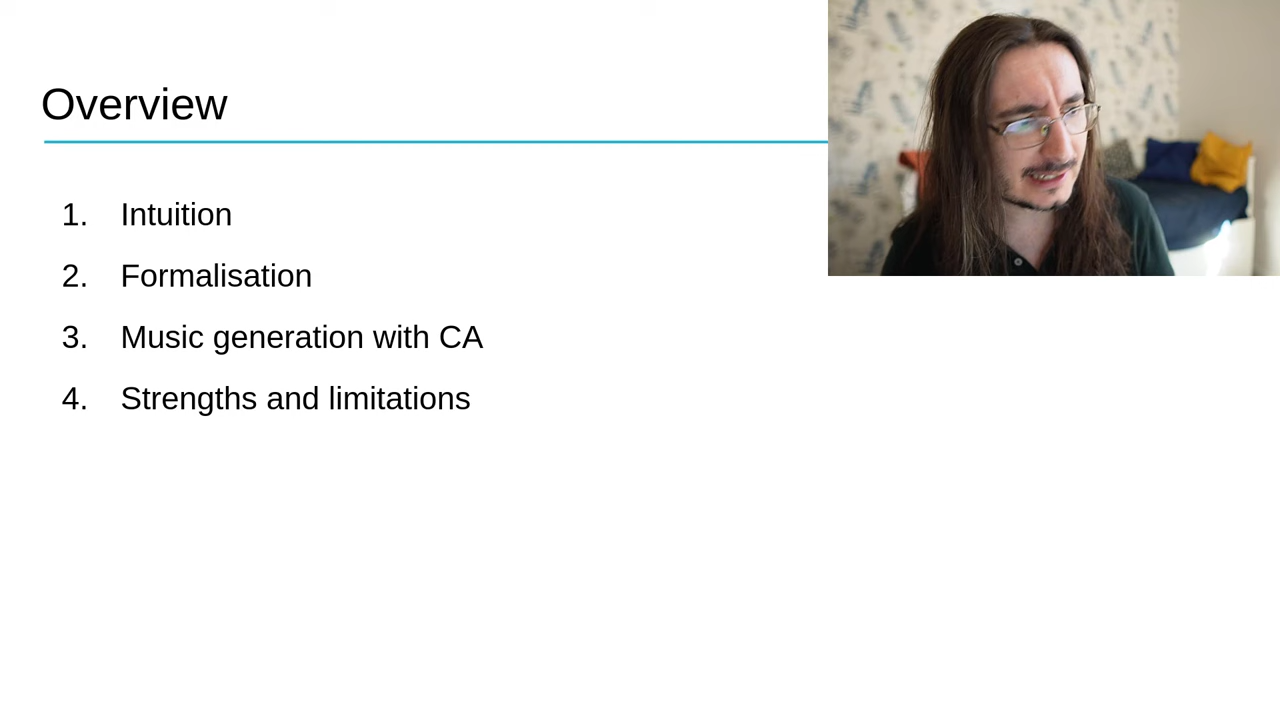 Overview
1. Intuition
2. Formalisation
3. Music generation with CA
4. Strengths and limitations